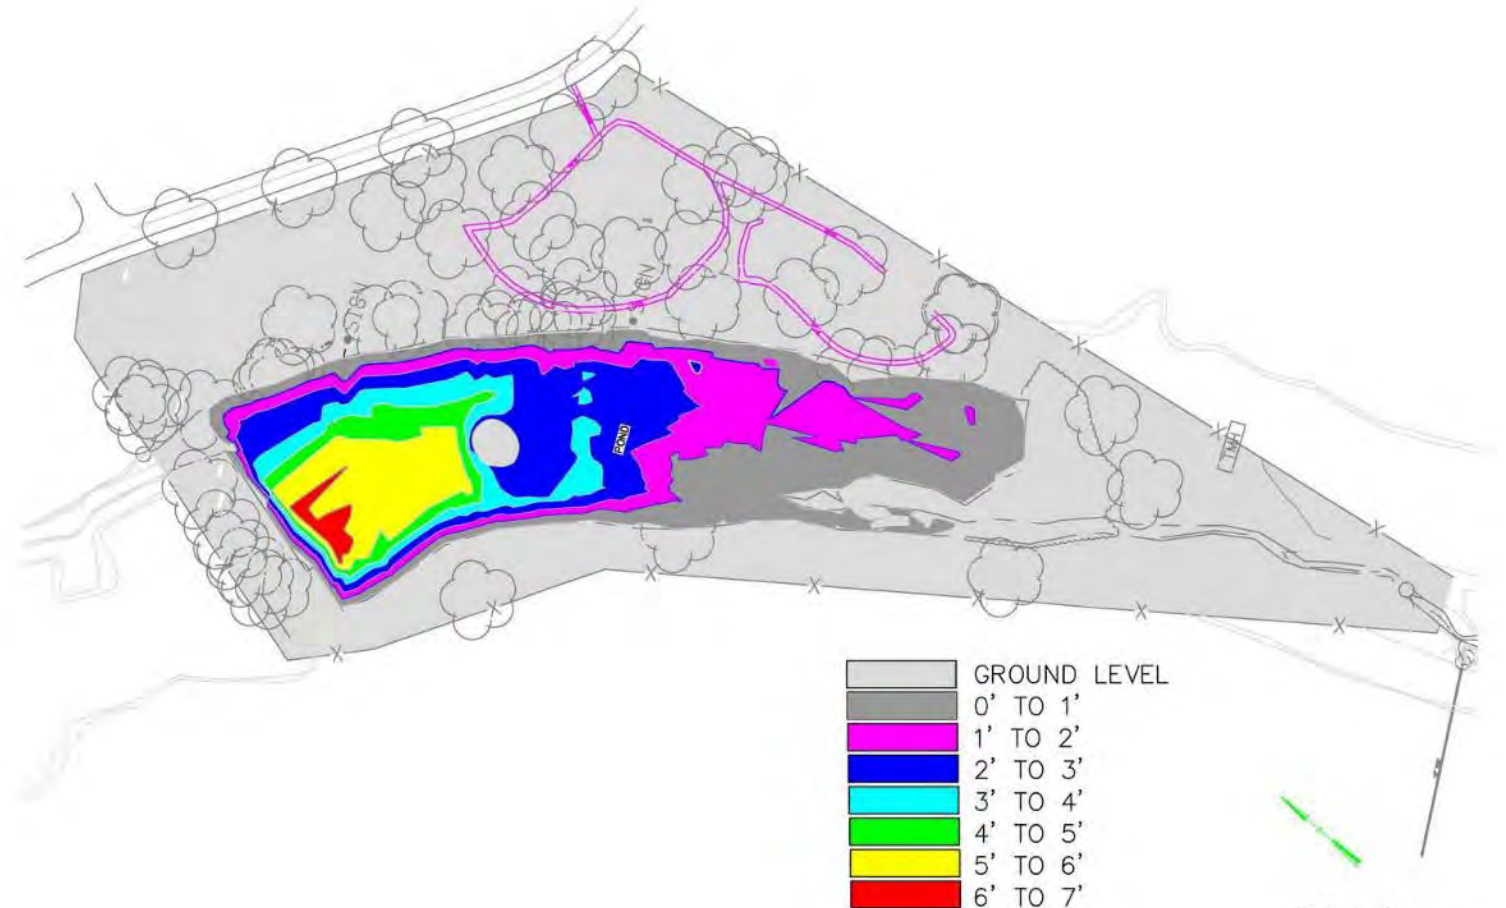 POND
GROUND LEVEL
0' TO 1'
1' TO 2'
2' TO 3'
3' TO 4'
4' TO 5'
5' TO 6'
6' TO 7'